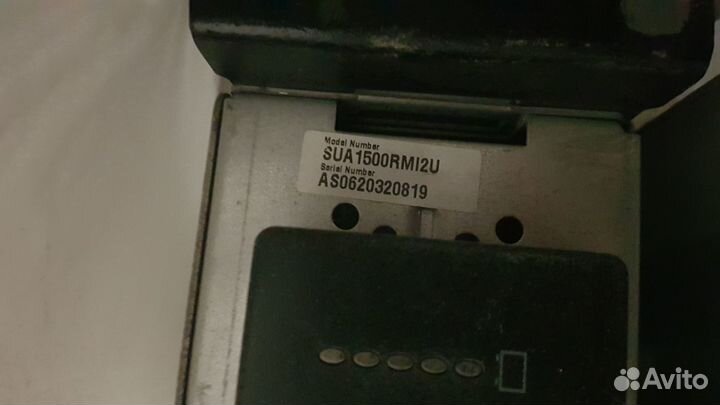 Model Number
SUA1500RMI2U
Serial Number
AS0620320819
Avito